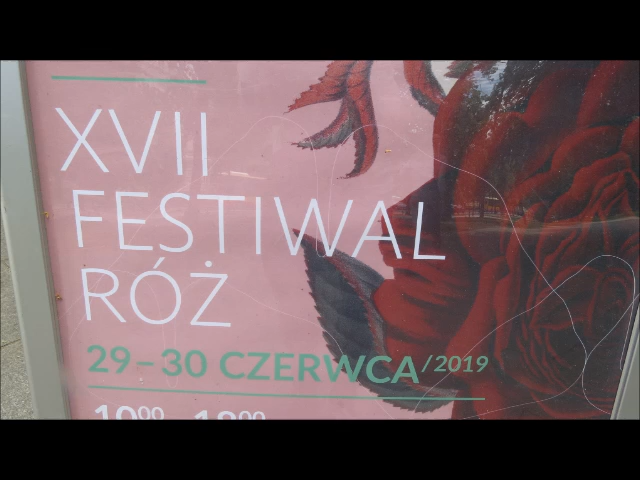 XVII
FESTIWAL
RÓŻ
29 – 30 CZERWCA/2019